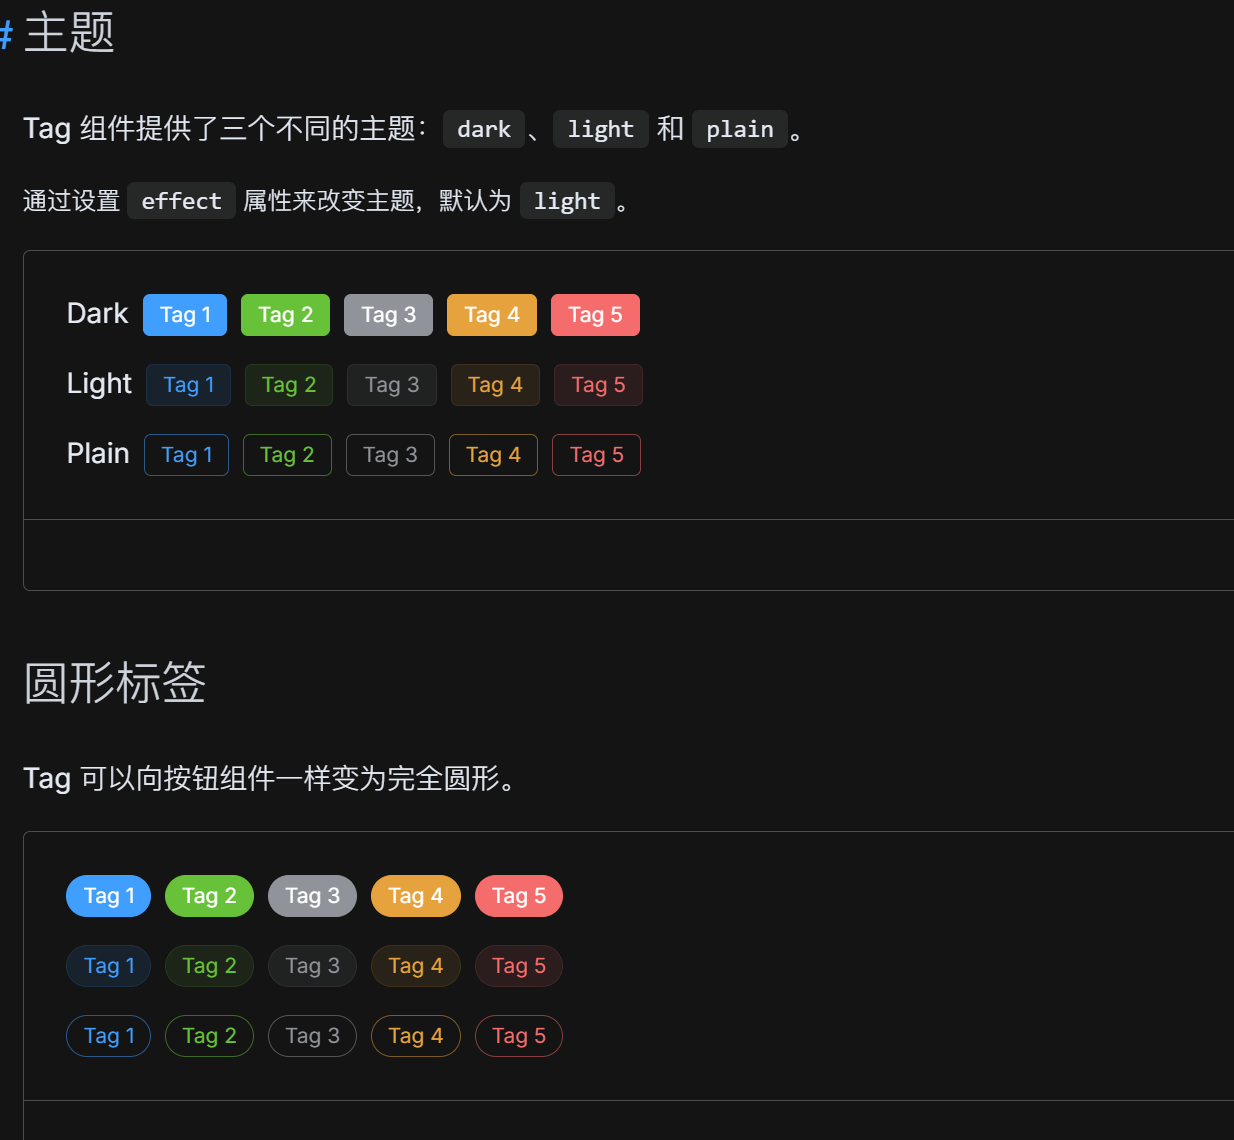 # 主题
Tag 组件提供了三个不同的主题： dark 、 light 和 plain 。
通过设置 effect 属性来改变主题，默认为 light 。
Dark Tag 1 Tag 2 Tag 3 Tag 4 Tag 5
Light Tag 1 Tag 2 Tag 3 Tag 4 Tag 5
Plain Tag 1 Tag 2 Tag 3 Tag 4 Tag 5
圆形标签
Tag 可以向按钮组件一样变为完全圆形。
Tag 1 Tag 2 Tag 3 Tag 4 Tag 5
Tag 1 Tag 2 Tag 3 Tag 4 Tag 5
Tag 1 Tag 2 Tag 3 Tag 4 Tag 5